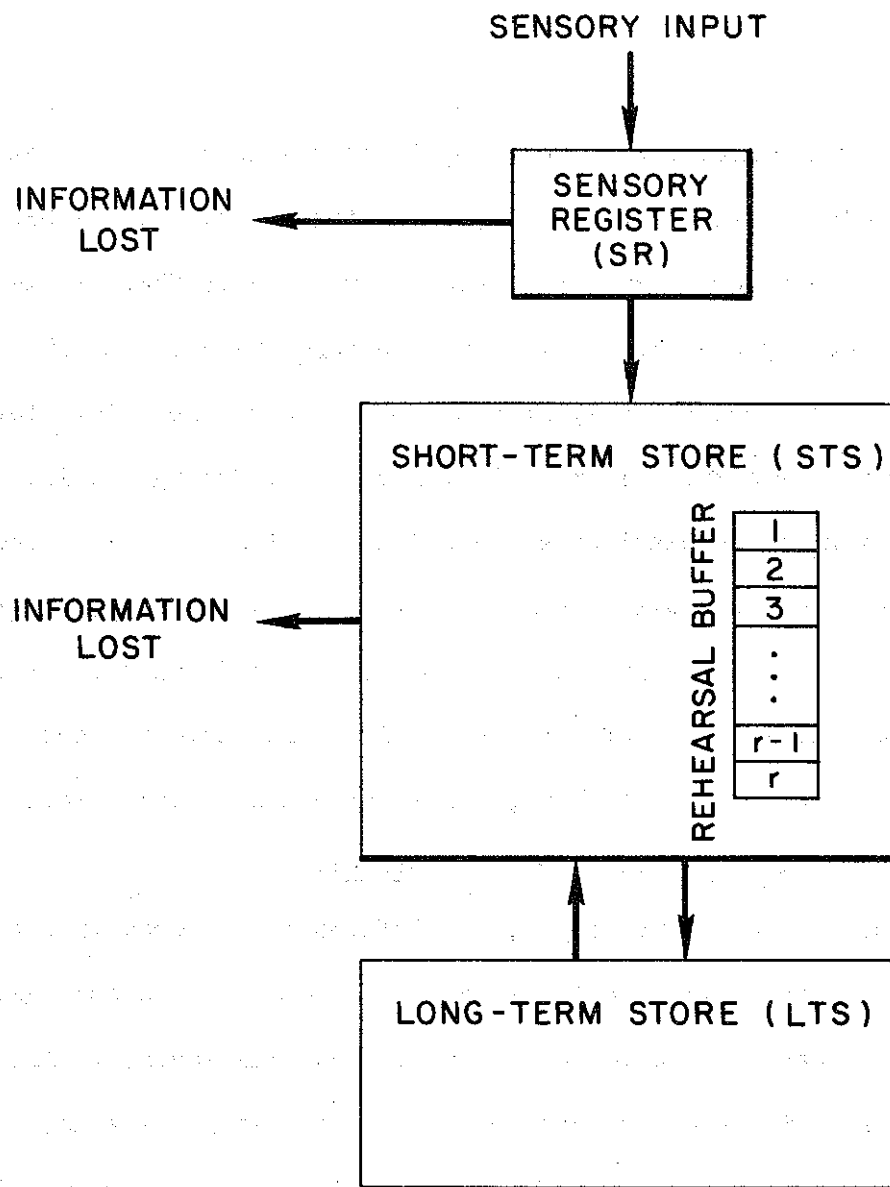 SENSORY INPUT
SENSORY
REGISTER
(SR)
INFORMATION
LOST
SHORT-TERM STORE (STS)
REHEARSAL BUFFER
1
2
3
.
.
.
r-1
r
INFORMATION
LOST
LONG-TERM STORE (LTS)